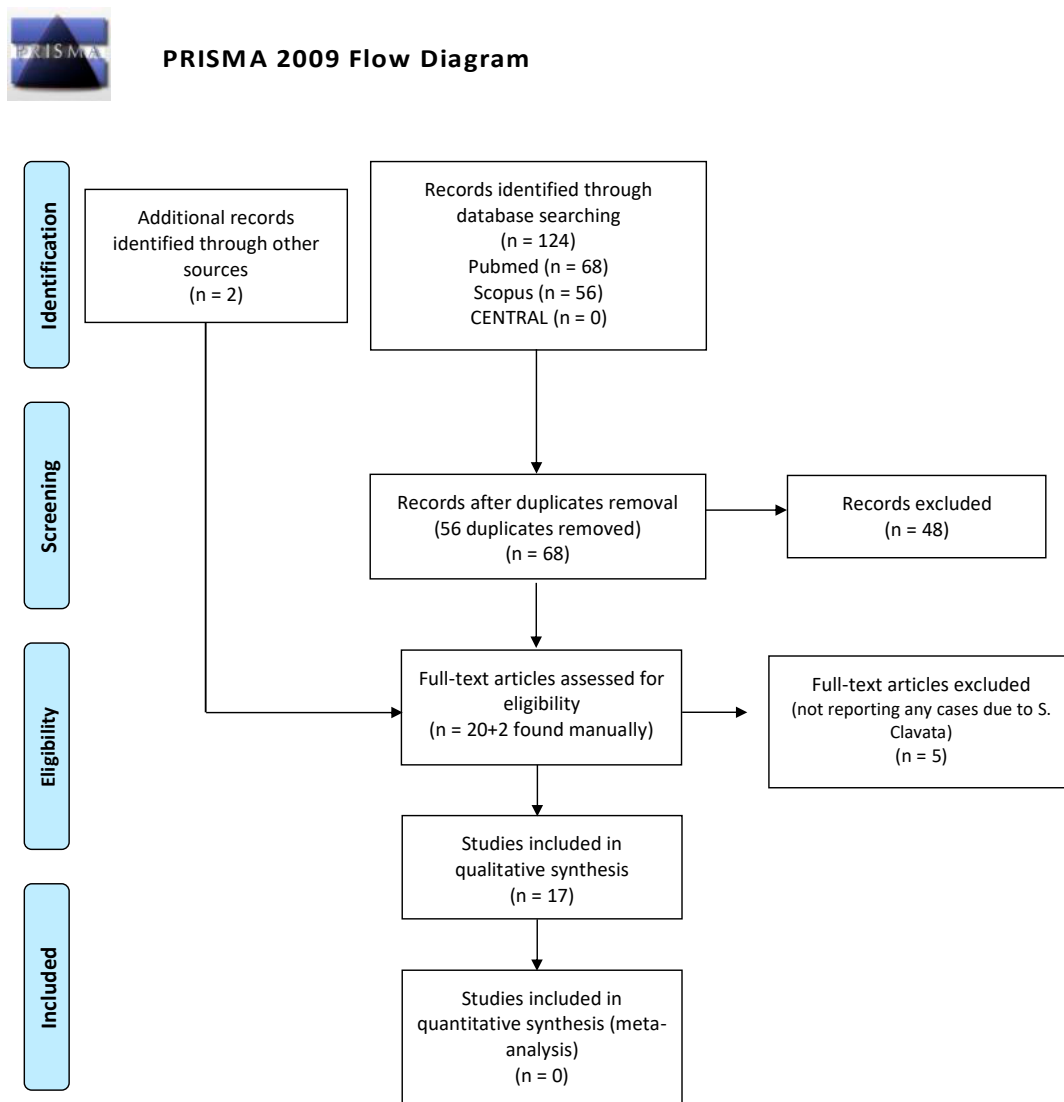 PRISMA
PRISMA 2009 Flow Diagram
Identification
Additional records
identified through other
sources
(n = 2)
Records identified through
database searching
(n = 124)
Pubmed (n = 68)
Scopus (n = 56)
CENTRAL (n = 0)
Screening
Records after duplicates removal
(56 duplicates removed)
(n = 68)
Records excluded
(n = 48)
Eligibility
Full-text articles assessed for
eligibility
(n = 20+2 found manually)
Full-text articles excluded
(not reporting any cases due to S.
Clavata)
(n = 5)
Studies included in
qualitative synthesis
(n = 17)
Included
Studies included in
quantitative synthesis (meta-
analysis)
(n = 0)